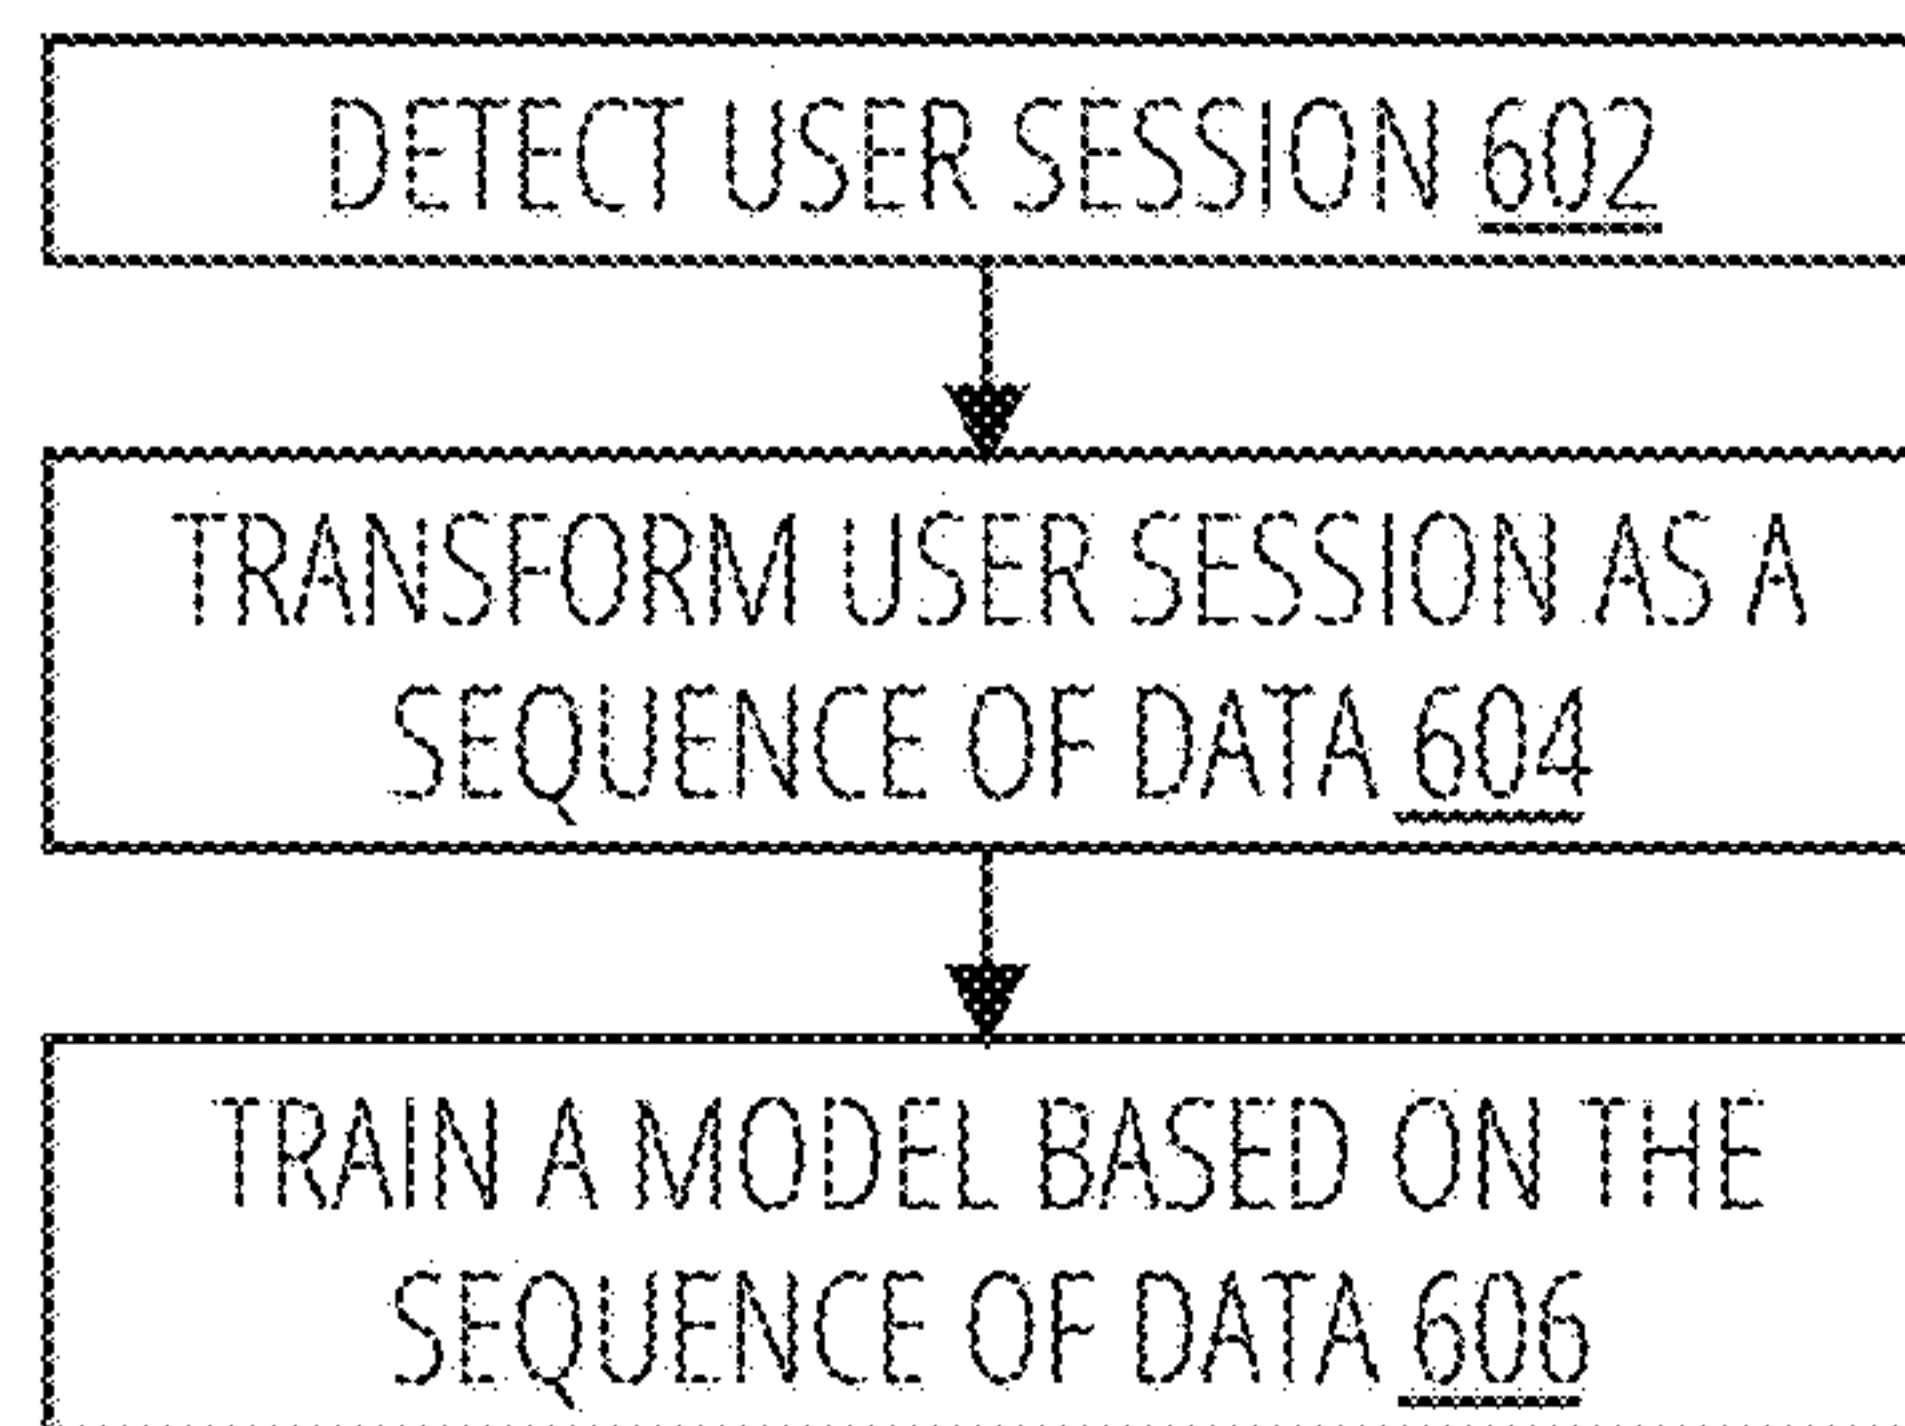 DETECT USER SESSION 602
TRANSFORM USER SESSION AS A
SEQUENCE OF DATA 604
TRAIN A MODEL BASED ON THE
SEQUENCE OF DATA 606